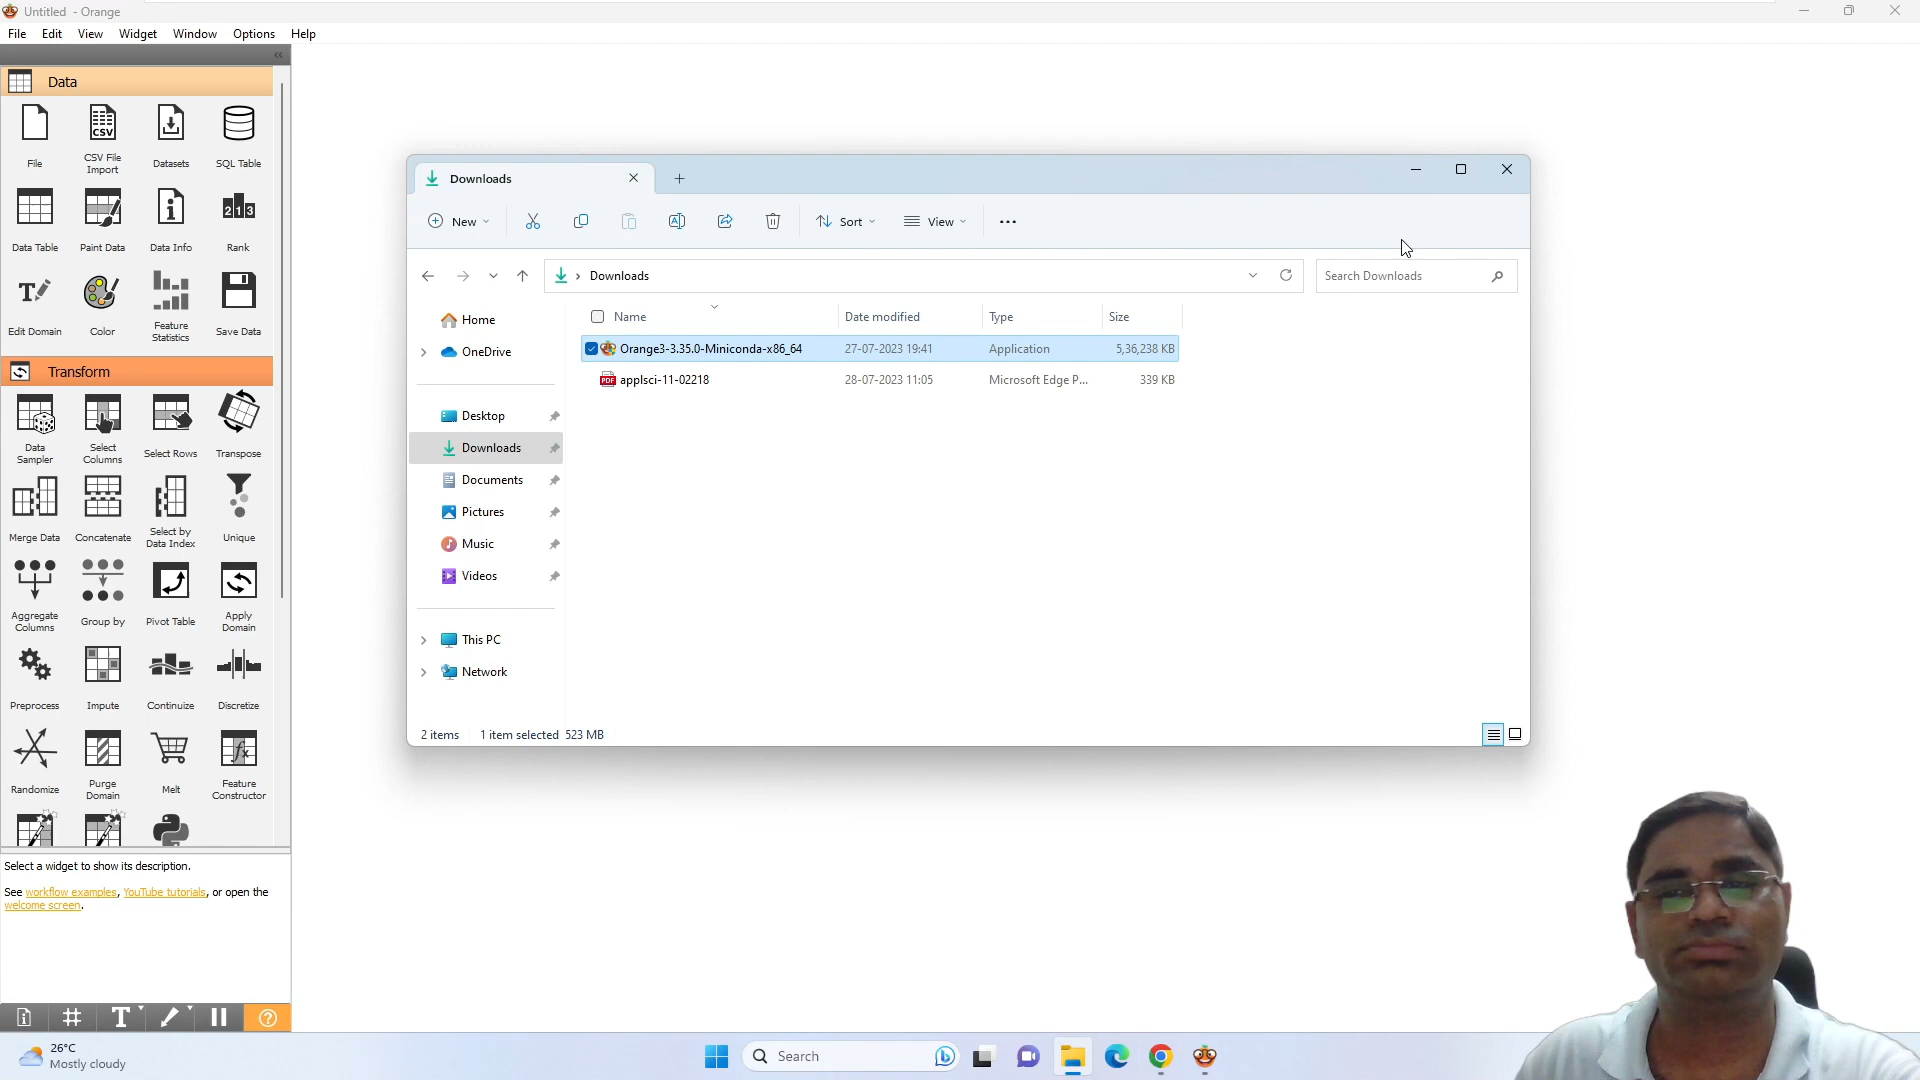 Untitled - Orange
File Edit View Widget Window Options Help
Data
File
CSV File Import
Datasets
SQL Table
Data Table
Paint Data
Data Info
Rank
Edit Domain
Color
Feature Statistics
Save Data
Transform
Data Sampler
Select Columns
Select Rows
Transpose
Merge Data
Concatenate
Select by Data Index
Unique
Aggregate Columns
Group by
Pivot Table
Apply Domain
Preprocess
Impute
Continuize
Discretize
Randomize
Purge Domain
Melt
Feature Constructor
Select a widget to show its description.
See workflow examples, YouTube tutorials, or open the
welcome screen.
Downloads
New
Sort
View
Downloads
Search Downloads
Home
OneDrive
Desktop
Downloads
Documents
Pictures
Music
Videos
This PC
Network
Name Date modified Type Size
Orange3-3.35.0-Miniconda-x86_64 27-07-2023 19:41 Application 5,36,238 KB
PDF applsci-11-02218 28-07-2023 11:05 Microsoft Edge P... 339 KB
2 items 1 item selected 523 MB
26°C
Mostly cloudy
Search